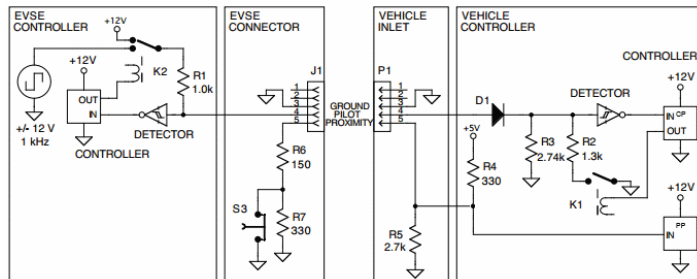 EVSE
CONTROLLER
+12V
K2
+12V
OUT
IN
R1
1.0k
DETECTOR
+/- 12 V
1 kHz
CONTROLLER
EVSE
CONNECTOR
J1
1
2
3
4
5
R6
150
S3
R7
330
GROUND
PILOT
PROXIMITY
VEHICLE
INLET
P1
1
2
3
4
5
R5
2.7k
VEHICLE
CONTROLLER
CONTROLLER
+12V
D1
DETECTOR
IN CP
OUT
+5V
R4
330
R3
2.74k
R2
1.3k
K1
+12V
PP
IN